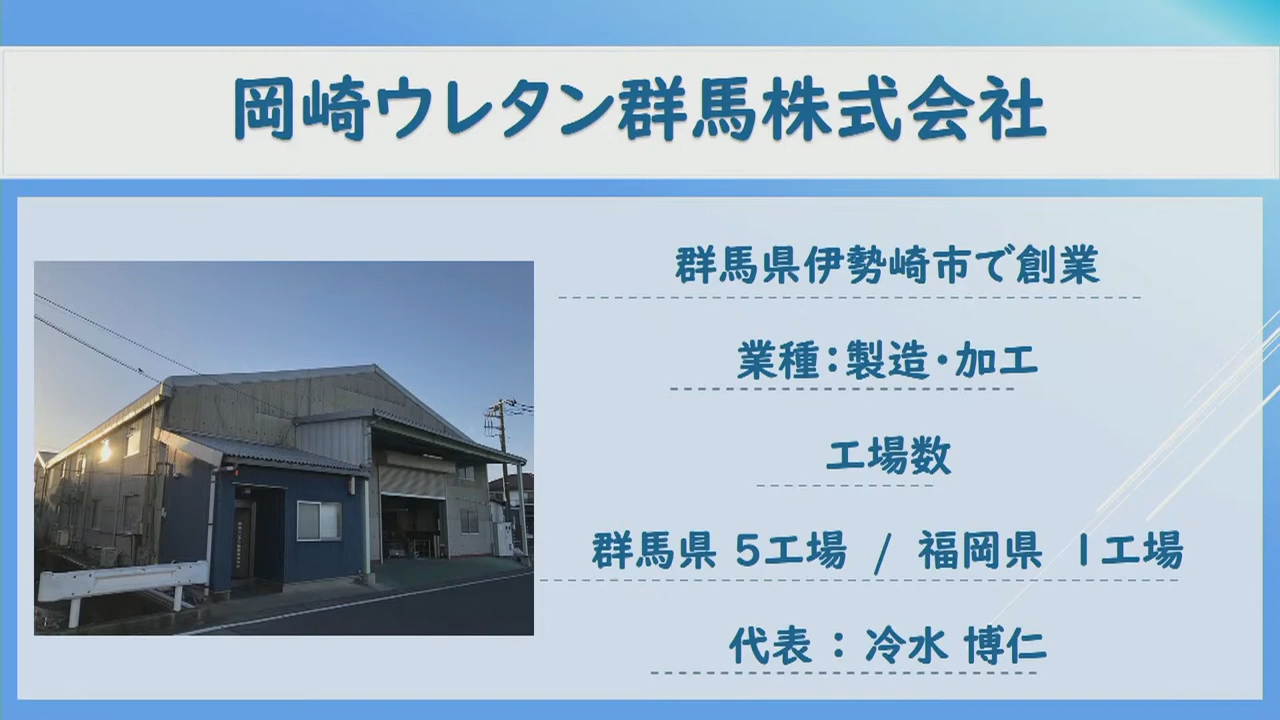 岡崎ウレタン群馬株式会社
群馬県伊勢崎市で創業
業種：製造・加工
工場数
群馬県 5工場 / 福岡県 1工場
代表 ： 冷水 博仁